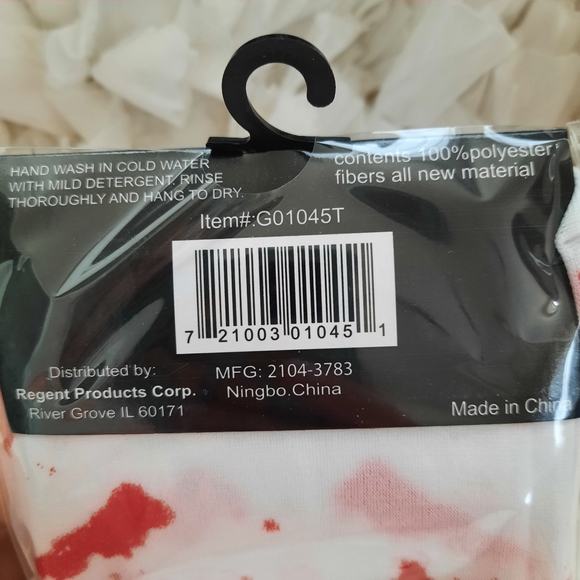 HAND WASH IN COLD WATER
WITH MILD DETERGENT. RINSE
THOROUGHLY AND HANG TO DRY.
contents 100%polyester
fibers all new material
Item#:G01045T
7 21003 01045 1
Distributed by:
Regent Products Corp.
River Grove IL 60171
MFG: 2104-3783
Ningbo.China
Made in China